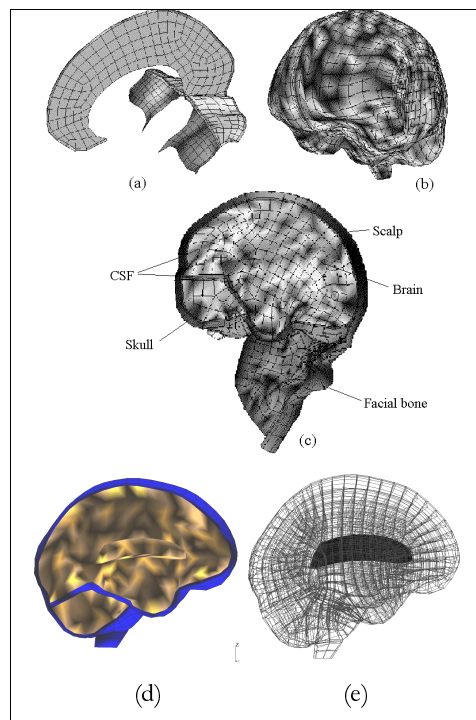 (a)
(b)
Scalp
CSF
Brain
Skull
Facial bone
(c)
z
(d)
(e)